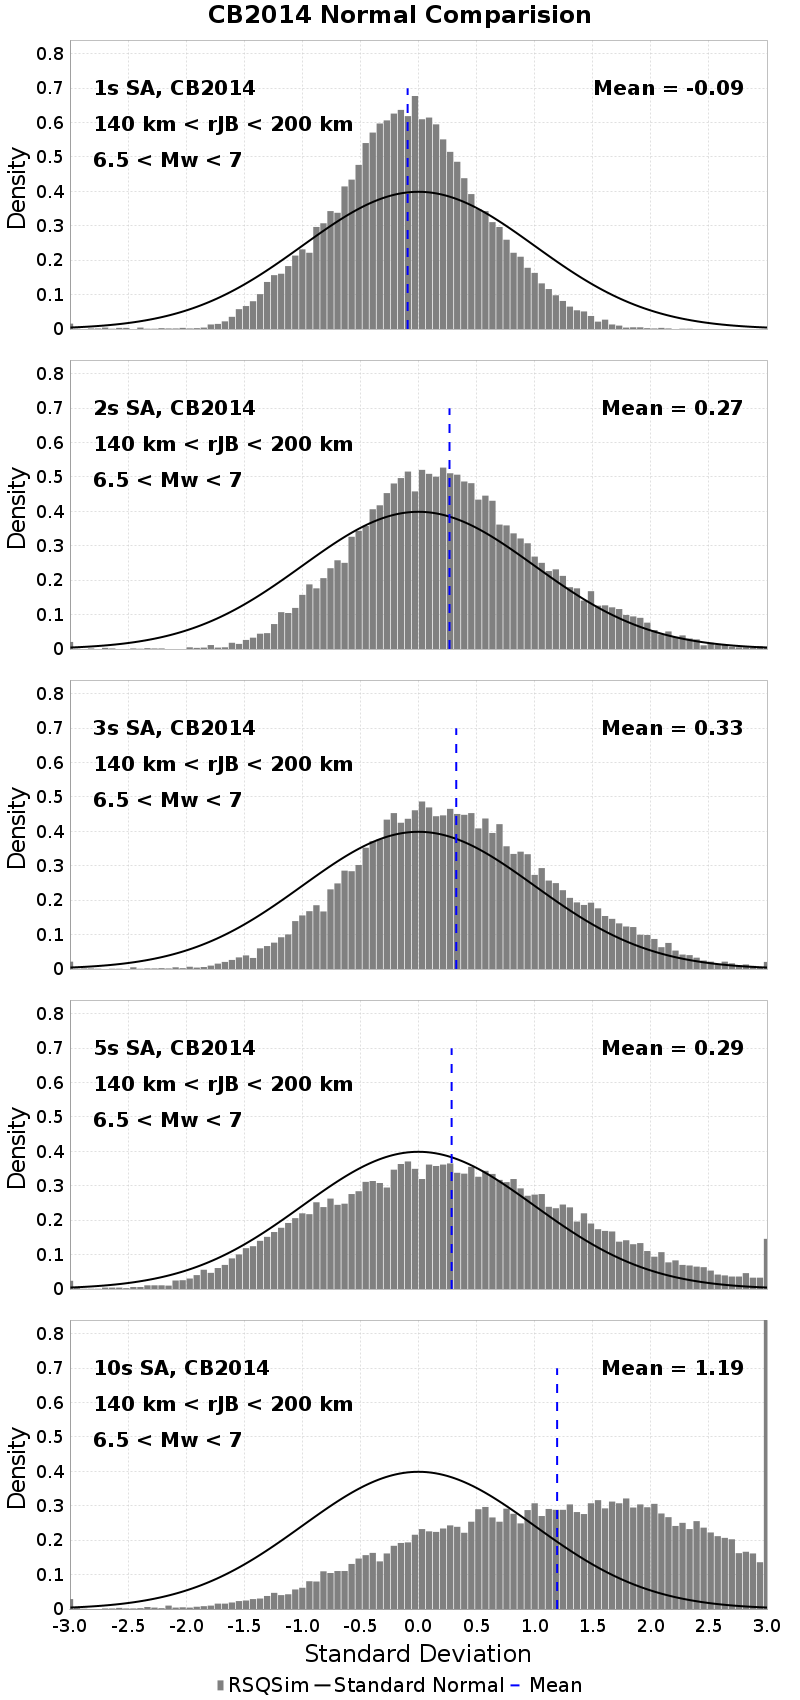 CB2014 Normal Comparision
0.8
0.7
0.6
0.5
0.4
0.3
0.2
0.1
0
Density
1s SA, CB2014
140 km < rJB < 200 km
6.5 < Mw < 7
Mean = -0.09
0.8
0.7
0.6
0.5
0.4
0.3
0.2
0.1
0
Density
2s SA, CB2014
140 km < rJB < 200 km
6.5 < Mw < 7
Mean = 0.27
0.8
0.7
0.6
0.5
0.4
0.3
0.2
0.1
0
Density
3s SA, CB2014
140 km < rJB < 200 km
6.5 < Mw < 7
Mean = 0.33
0.8
0.7
0.6
0.5
0.4
0.3
0.2
0.1
0
Density
5s SA, CB2014
140 km < rJB < 200 km
6.5 < Mw < 7
Mean = 0.29
0.8
0.7
0.6
0.5
0.4
0.3
0.2
0.1
0
Density
10s SA, CB2014
140 km < rJB < 200 km
6.5 < Mw < 7
Mean = 1.19
-3.0 -2.5 -2.0 -1.5 -1.0 -0.5 0.0 0.5 1.0 1.5 2.0 2.5 3.0
Standard Deviation
RSQSim Standard Normal Mean